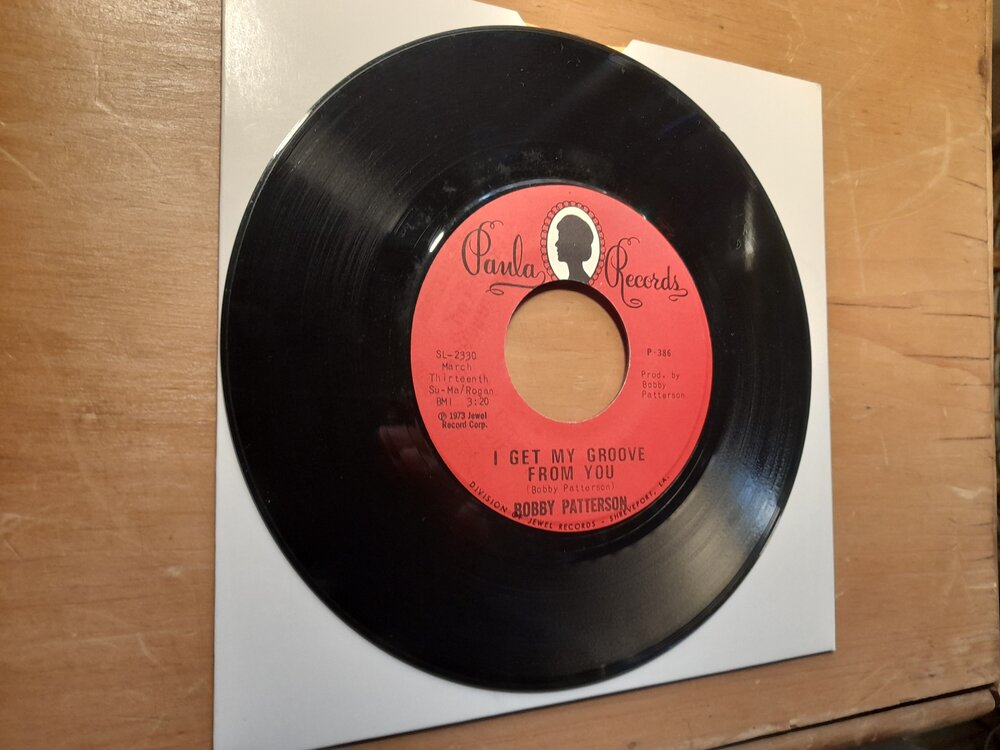 Paula Records
SL-2330
March
Thirteenth
Su-Ma/Rogan
BMI 3:20
℗ 1973 Jewel
Record Corp.
P-386
Prod. by
Bobby
Patterson
I GET MY GROOVE
FROM YOU
(Bobby Patterson)
BOBBY PATTERSON
DIVISION OF JEWEL RECORDS - SHREVEPORT, LA.